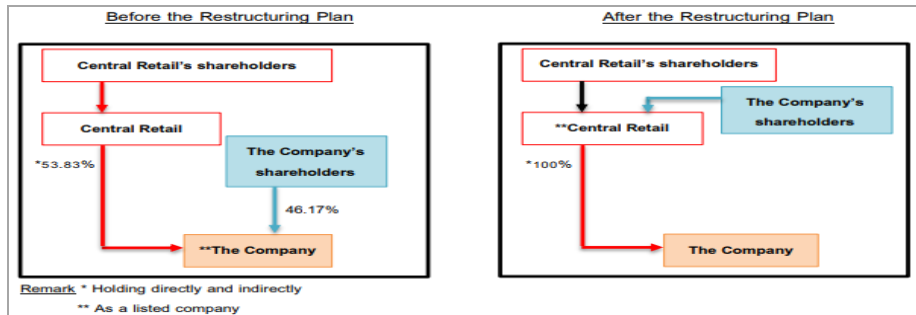 Before the Restructuring Plan
Central Retail's shareholders
Central Retail
*53.83%
The Company's
shareholders
46.17%
**The Company
Remark * Holding directly and indirectly
** As a listed company
After the Restructuring Plan
Central Retail's shareholders
The Company's
shareholders
**Central Retail
*100%
The Company